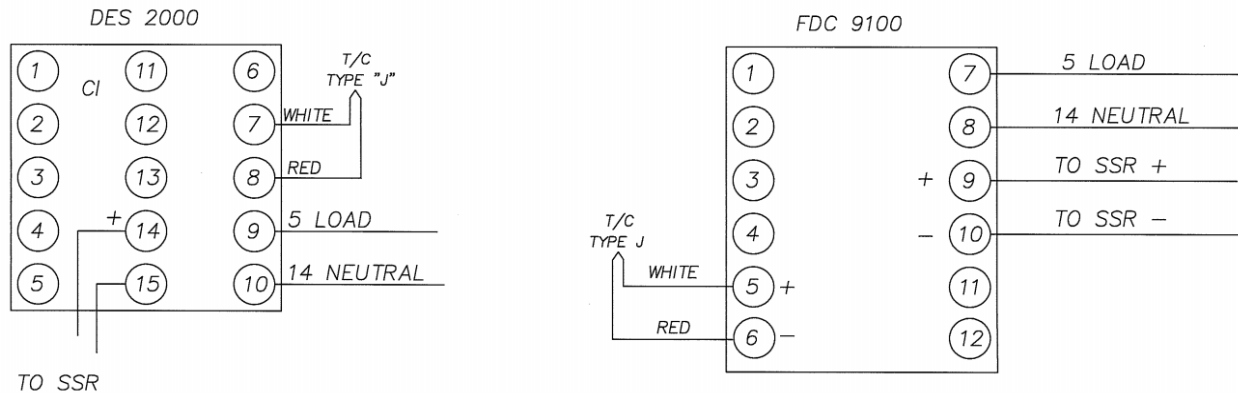 DES 2000
1 11 6
CI
T/C
TYPE "J"
2 12 7 WHITE
3 13 8 RED
4 + 14 9 5 LOAD
5 15 10 14 NEUTRAL
TO SSR
FDC 9100
1 7 5 LOAD
2 8 14 NEUTRAL
3 + 9 TO SSR +
4 - 10 TO SSR -
T/C
TYPE J
WHITE 5 + 11
RED 6 - 12